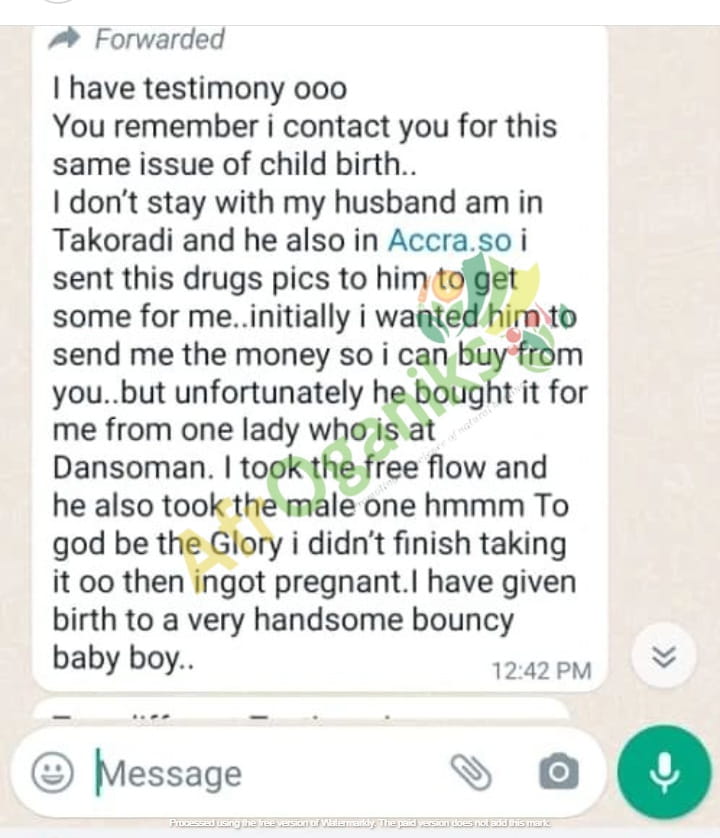 Forwarded
I have testimony ooo
You remember i contact you for this
same issue of child birth..
I don't stay with my husband am in
Takoradi and he also in Accra.so i
sent this drugs pics to him to get
some for me..initially i wanted him to
send me the money so i can buy from
you..but unfortunately he bought it for
me from one lady who is at
Dansoman. I took the free flow and
he also took the male one hmmm To
god be the Glory i didn't finish taking
it oo then ingot pregnant.I have given
birth to a very handsome bouncy
baby boy..
12:42 PM
AfrOganiks
Message
Processed using the free version of Watermarkly. The paid version does not add this mark.